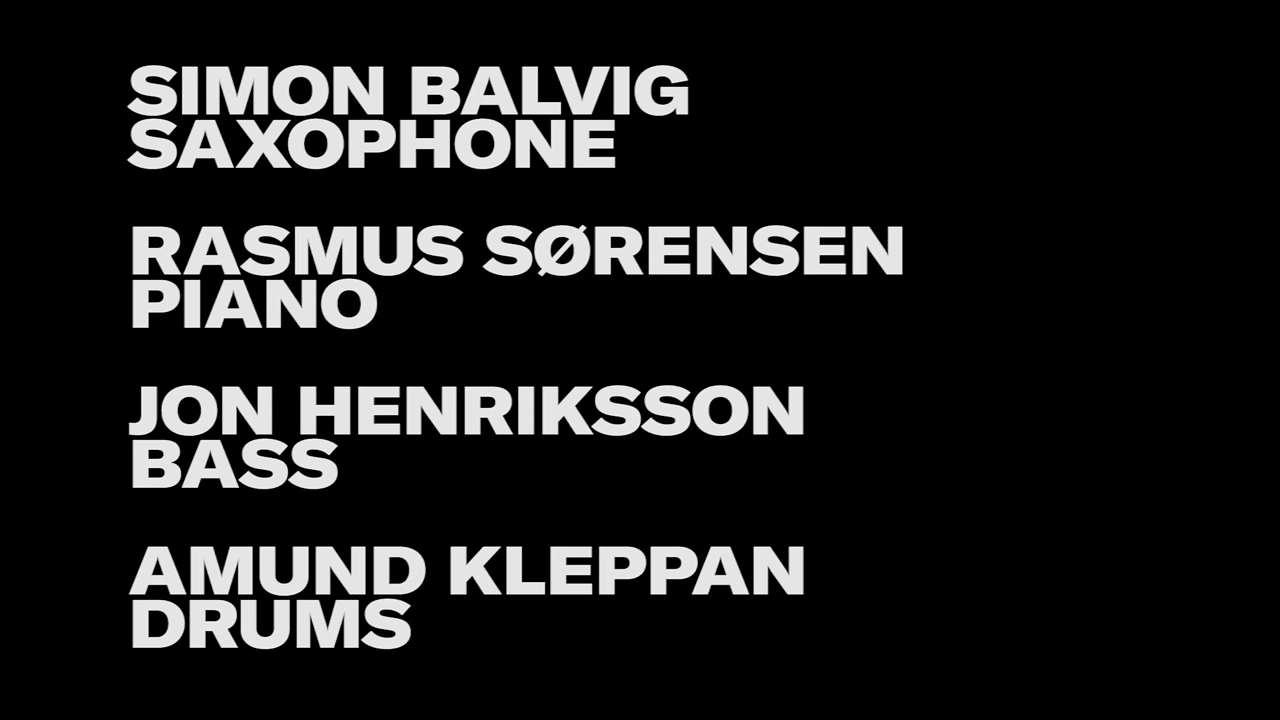 SIMON BALVIG
SAXOPHONE
RASMUS SØRENSEN
PIANO
JON HENRIKSSON
BASS
AMUND KLEPPAN
DRUMS